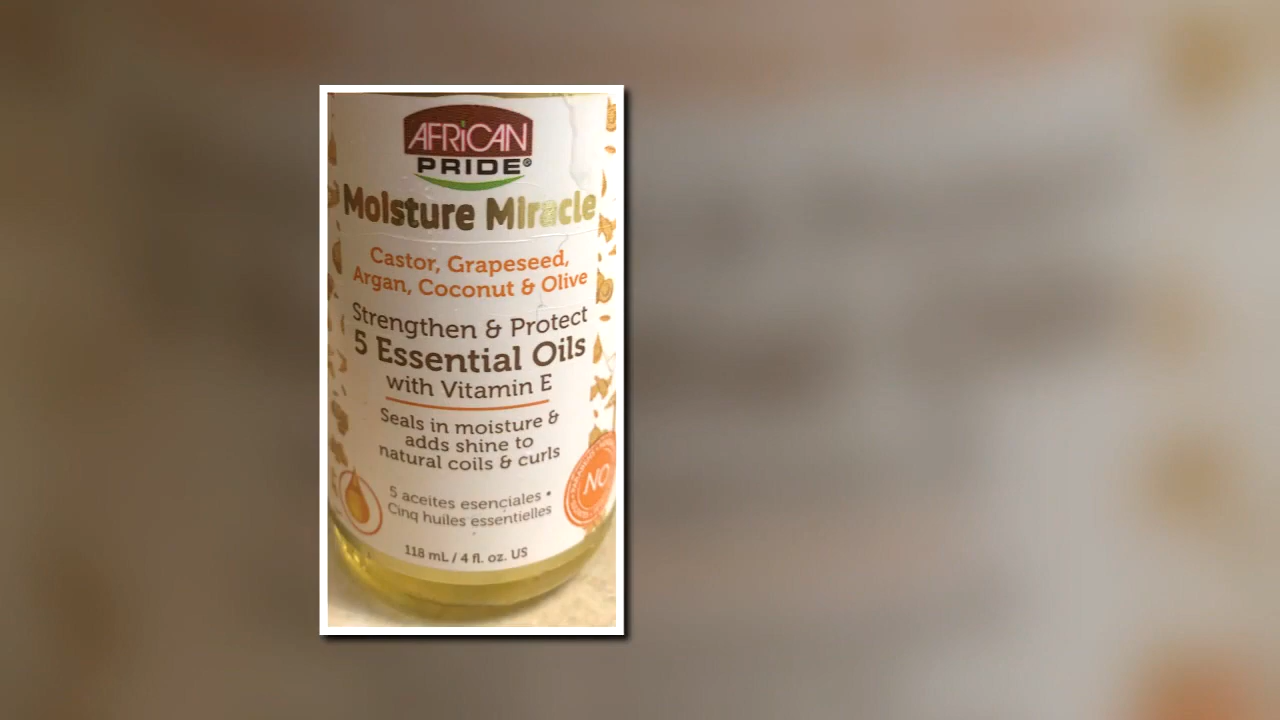 AFRICAN
PRIDE®
Moisture Miracle
Castor, Grapeseed,
Argan, Coconut & Olive
Strengthen & Protect
5 Essential Oils
with Vitamin E
Seals in moisture &
adds shine to
natural coils & curls
NO
5 aceites esenciales •
Cinq huiles essentielles
118 mL / 4 fl. oz. US